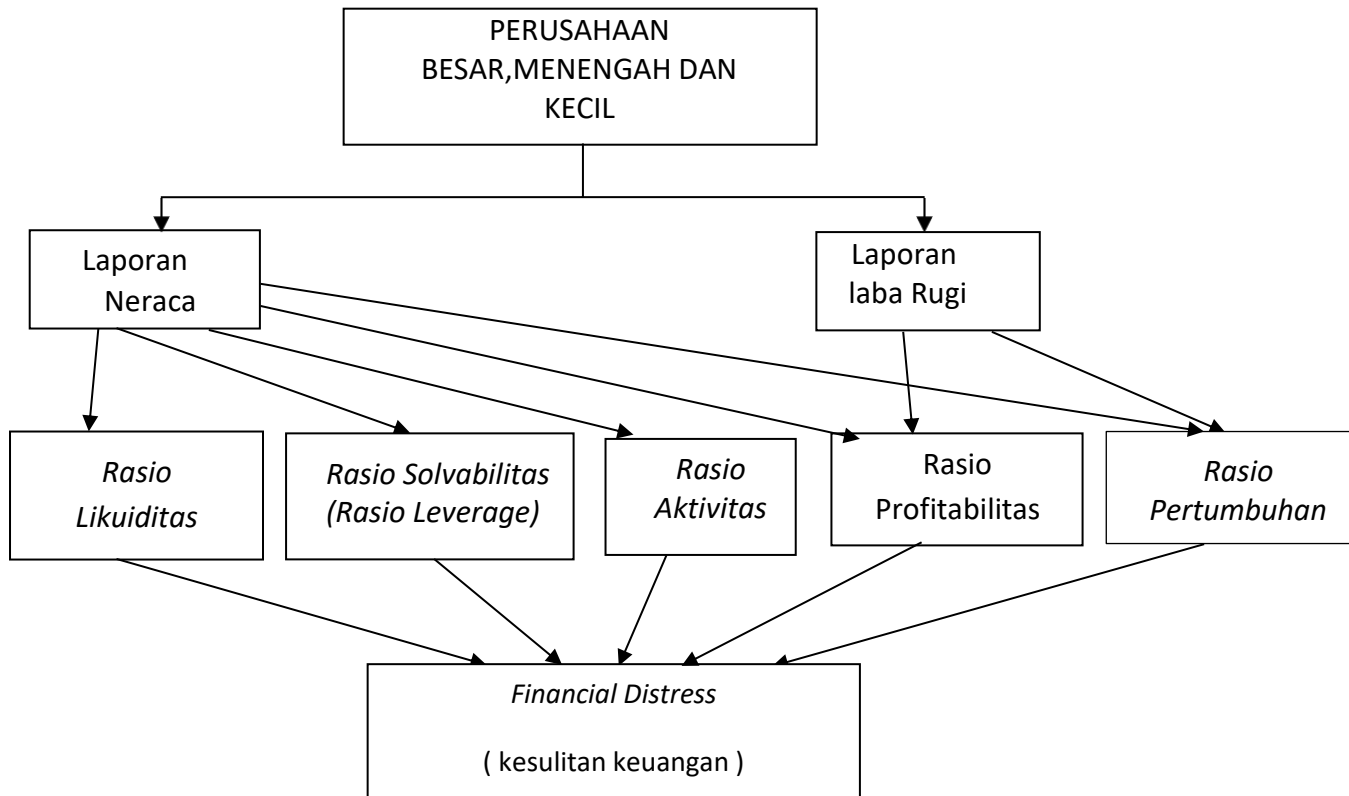 PERUSAHAAN
BESAR,MENENGAH DAN
KECIL
Laporan
Neraca
Laporan
laba Rugi
Rasio
Likuiditas
Rasio Solvabilitas
(Rasio Leverage)
Rasio
Aktivitas
Rasio
Profitabilitas
Rasio
Pertumbuhan
Financial Distress
( kesulitan keuangan )